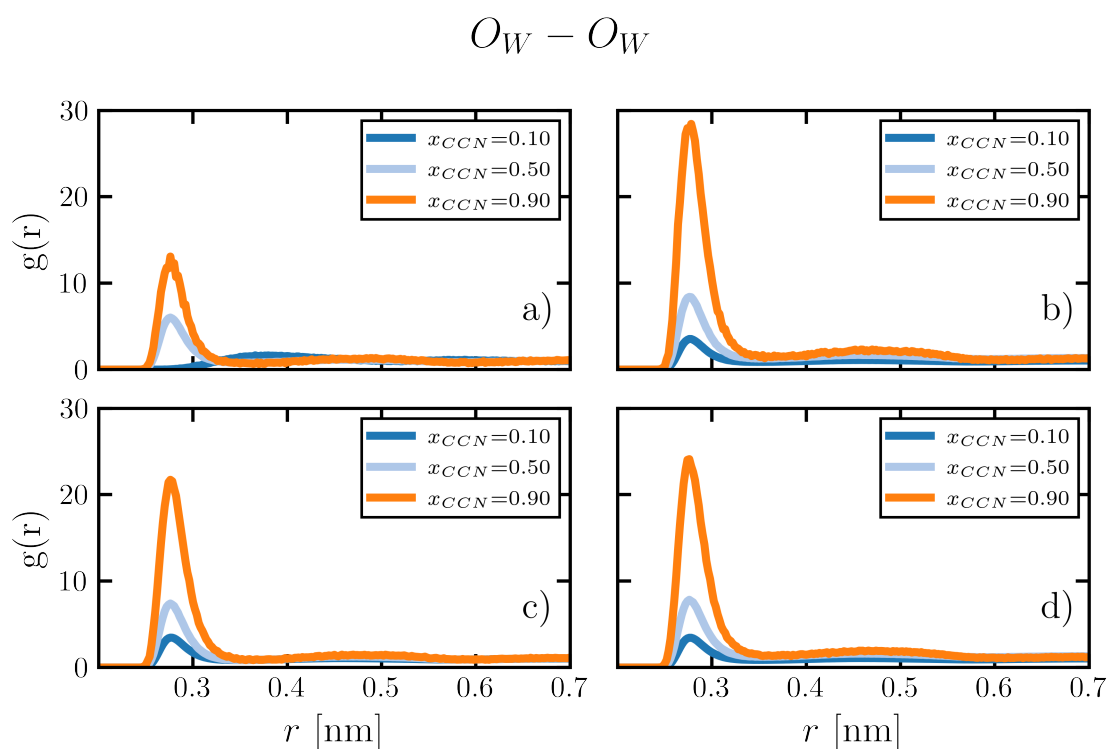 O_W − O_W
30
20
10
0
g(r)
x_CCN=0.10
x_CCN=0.50
x_CCN=0.90
a)
x_CCN=0.10
x_CCN=0.50
x_CCN=0.90
b)
30
20
10
0
g(r)
x_CCN=0.10
x_CCN=0.50
x_CCN=0.90
c)
0.3 0.4 0.5 0.6 0.7
r [nm]
x_CCN=0.10
x_CCN=0.50
x_CCN=0.90
d)
0.3 0.4 0.5 0.6 0.7
r [nm]